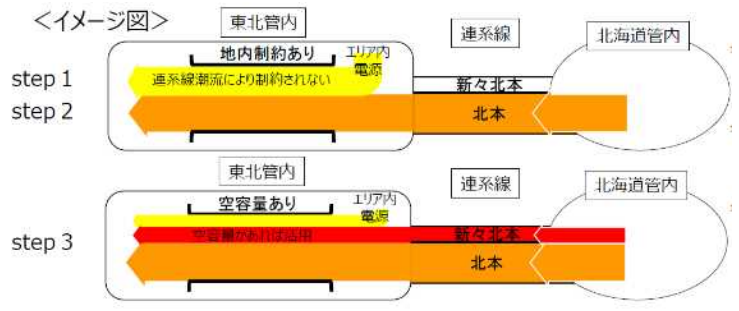 ＜イメージ図＞
東北管内
連系線
北海道管内
地内制約あり
エリア内
電源
step 1
連系線潮流により制約されない
新々北本
step 2
北本
東北管内
連系線
北海道管内
空容量あり
エリア内
電源
step 3
空容量があれば活用
新々北本
北本